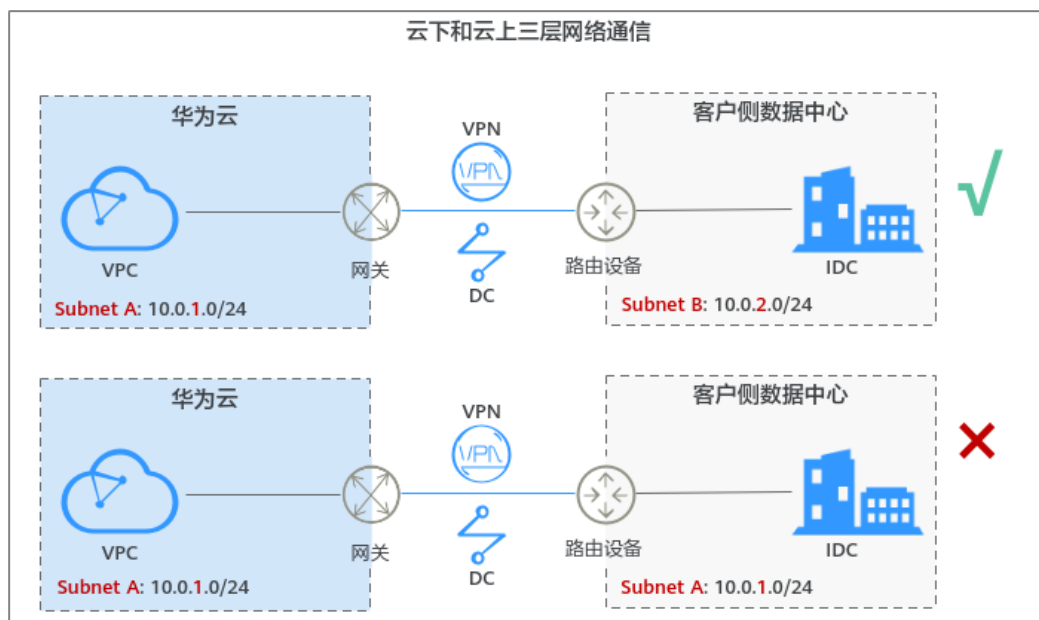 云下和云上三层网络通信
华为云
VPN
VPN
客户侧数据中心
VPC
网关
DC
路由设备
IDC
Subnet A: 10.0.1.0/24
Subnet B: 10.0.2.0/24
华为云
VPN
VPN
客户侧数据中心
VPC
网关
DC
路由设备
IDC
Subnet A: 10.0.1.0/24
Subnet A: 10.0.1.0/24